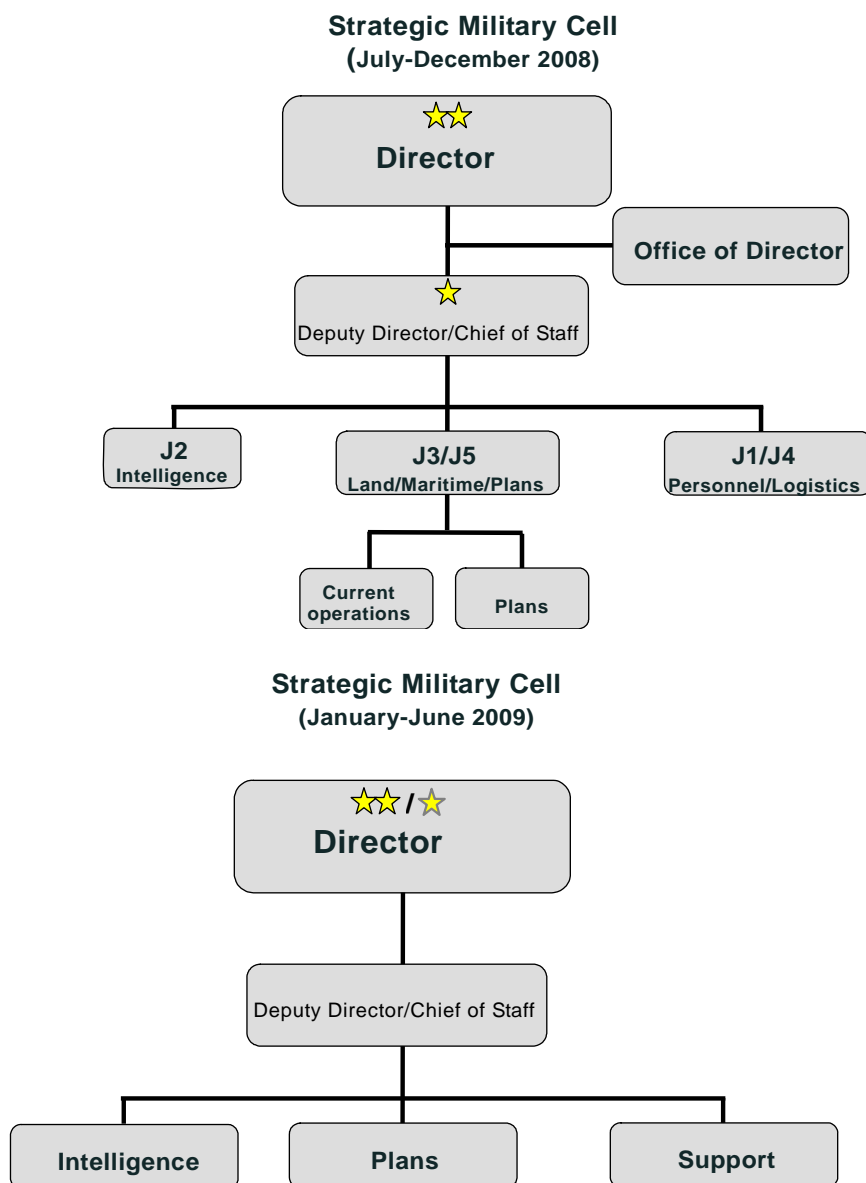 Strategic Military Cell
(July-December 2008)
Director
Office of Director
Deputy Director/Chief of Staff
J2
Intelligence
J3/J5
Land/Maritime/Plans
J1/J4
Personnel/Logistics
Current
operations
Plans
Strategic Military Cell
(January-June 2009)
/
Director
Deputy Director/Chief of Staff
Intelligence
Plans
Support